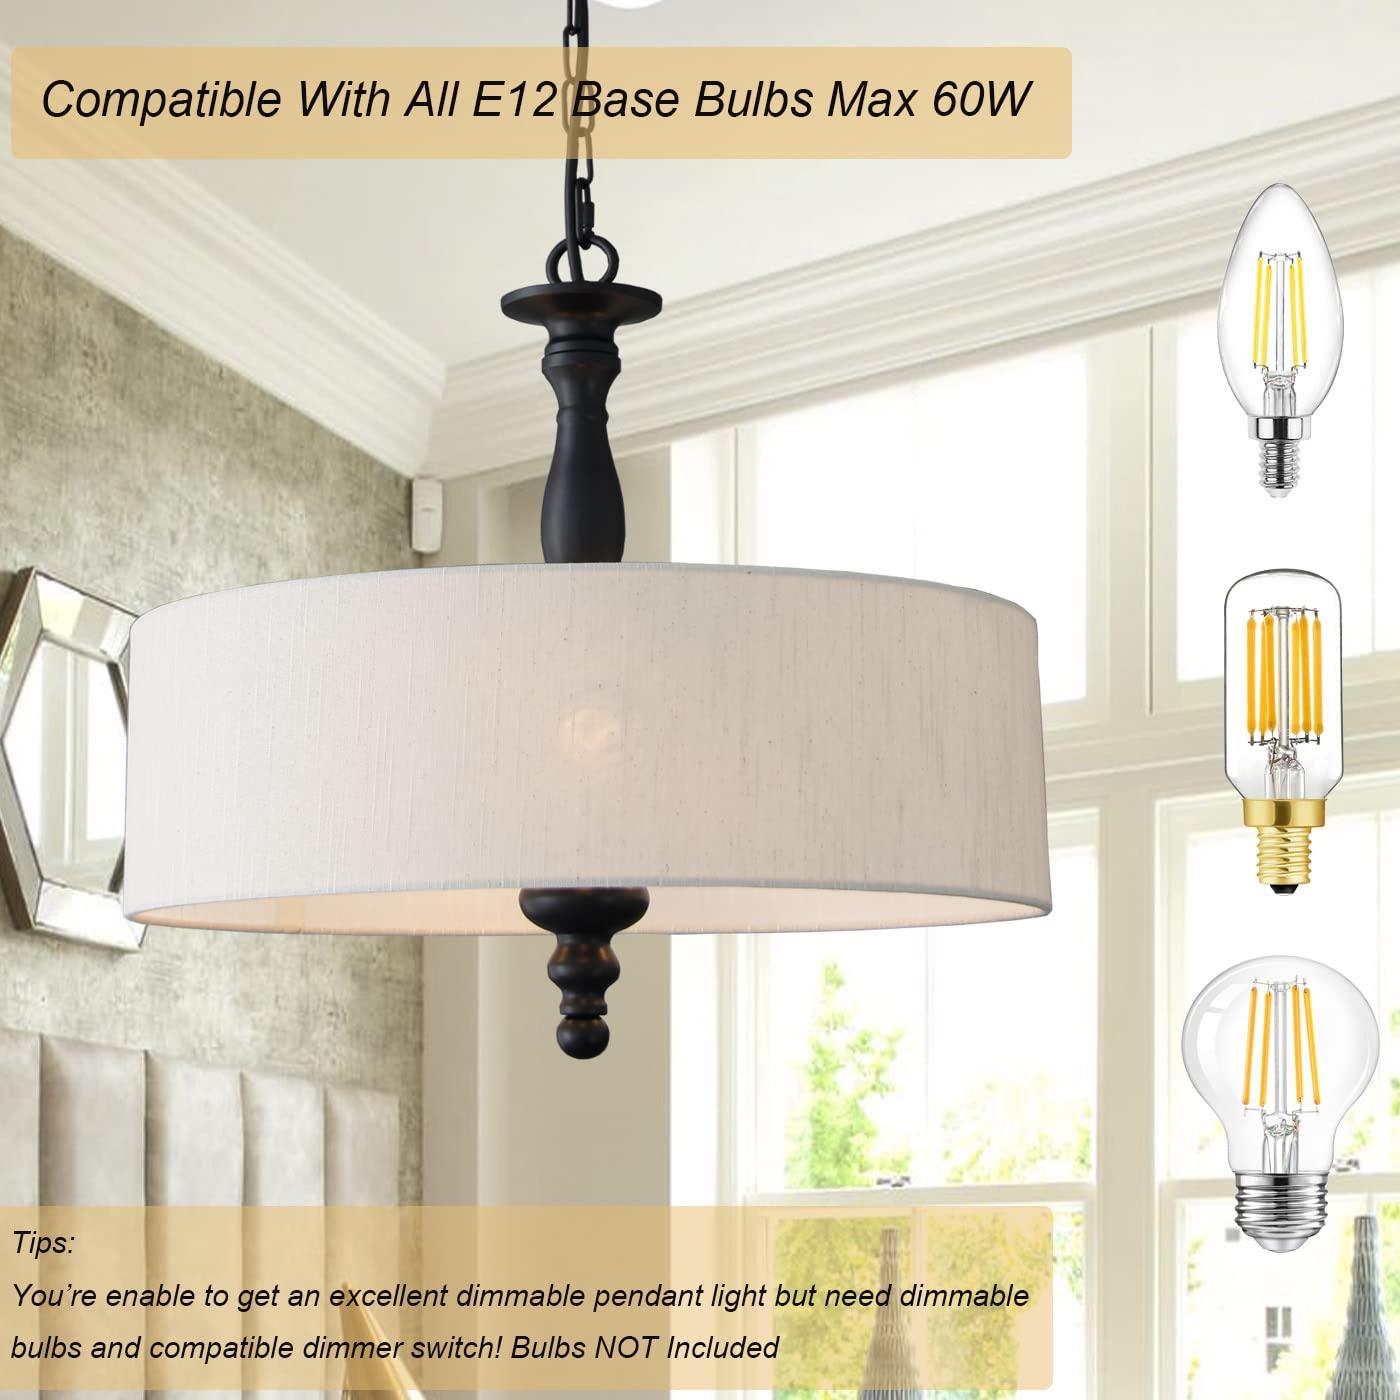 Compatible With All E12 Base Bulbs Max 60W
Tips:
You’re enable to get an excellent dimmable pendant light but need dimmable
bulbs and compatible dimmer switch! Bulbs NOT Included